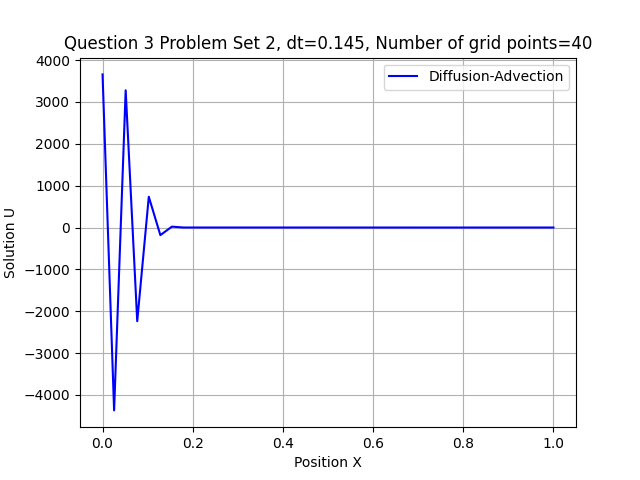 Question 3 Problem Set 2, dt=0.145, Number of grid points=40
Diffusion-Advection
4000
3000
2000
1000
0
−1000
−2000
−3000
−4000
Solution U
0.0 0.2 0.4 0.6 0.8 1.0
Position X